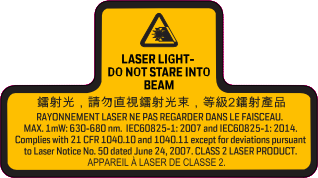 LASER LIGHT-
DO NOT STARE INTO
BEAM
鐳射光，請勿直視鐳射光束，等級2鐳射產品
RAYONNEMENT LASER NE PAS REGARDER DANS LE FAISCEAU.
MAX. 1mW: 630-680 nm. IEC60825-1: 2007 and IEC60825-1: 2014.
Complies with 21 CFR 1040.10 and 1040.11 except for deviations pursuant
to Laser Notice No. 50 dated June 24, 2007. CLASS 2 LASER PRODUCT.
APPAREIL À LASER DE CLASSE 2.